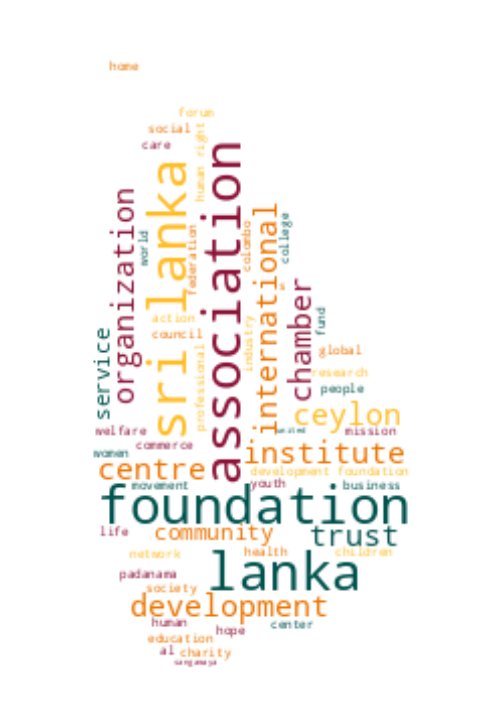 home
forum
social
care
human right
association
sri lanka
organization
world
federation
international
colombo
college
s
chamber
fund
action
council
industry
professional
service
global
research
people
ceylon
welfare
united
mission
commerce
women
institute
centre
development foundation
movement
youth
business
foundation
life
community
trust
network
health
children
padanama
lanka
society
development
human
hope
center
education
al
charity
sangamaya